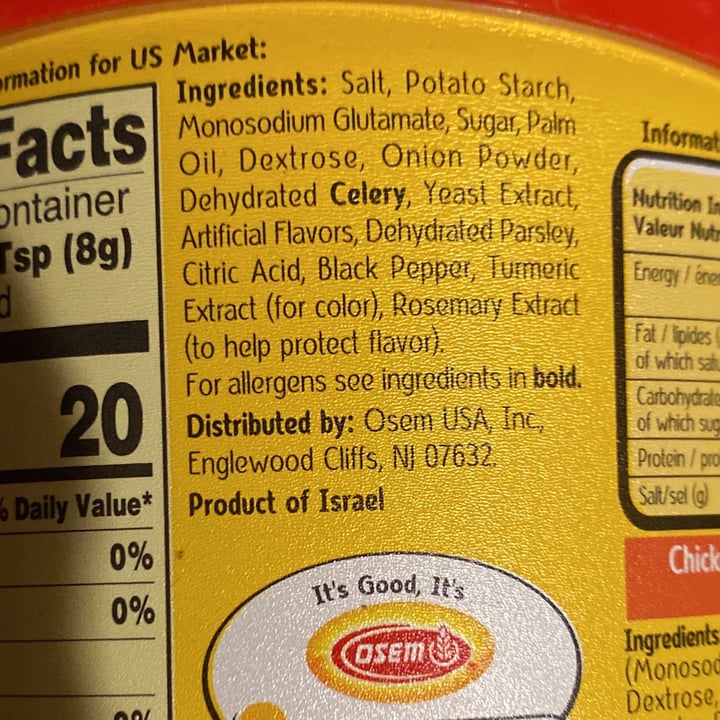 ormation for US Market:
Facts
ontainer
Tsp (8g)
d
20
% Daily Value*
0%
0%
0%
Ingredients: Salt, Potato Starch,
Monosodium Glutamate, Sugar, Palm
Oil, Dextrose, Onion Powder,
Dehydrated Celery, Yeast Extract,
Artificial Flavors, Dehydrated Parsley,
Citric Acid, Black Pepper, Turmeric
Extract (for color), Rosemary Extract
(to help protect flavor).
For allergens see ingredients in bold.
Distributed by: Osem USA, Inc,
Englewood Cliffs, NJ 07632.
Product of Israel
It's Good, It's
OSEM
Informat
Nutrition In
Valeur Nutr
Energy / éner
Fat / lipides
of which satu
Carbohydrate
of which sug
Protein / pro
Salt/sel (g)
Chick
Ingredients
(Monosod
Dextrose,